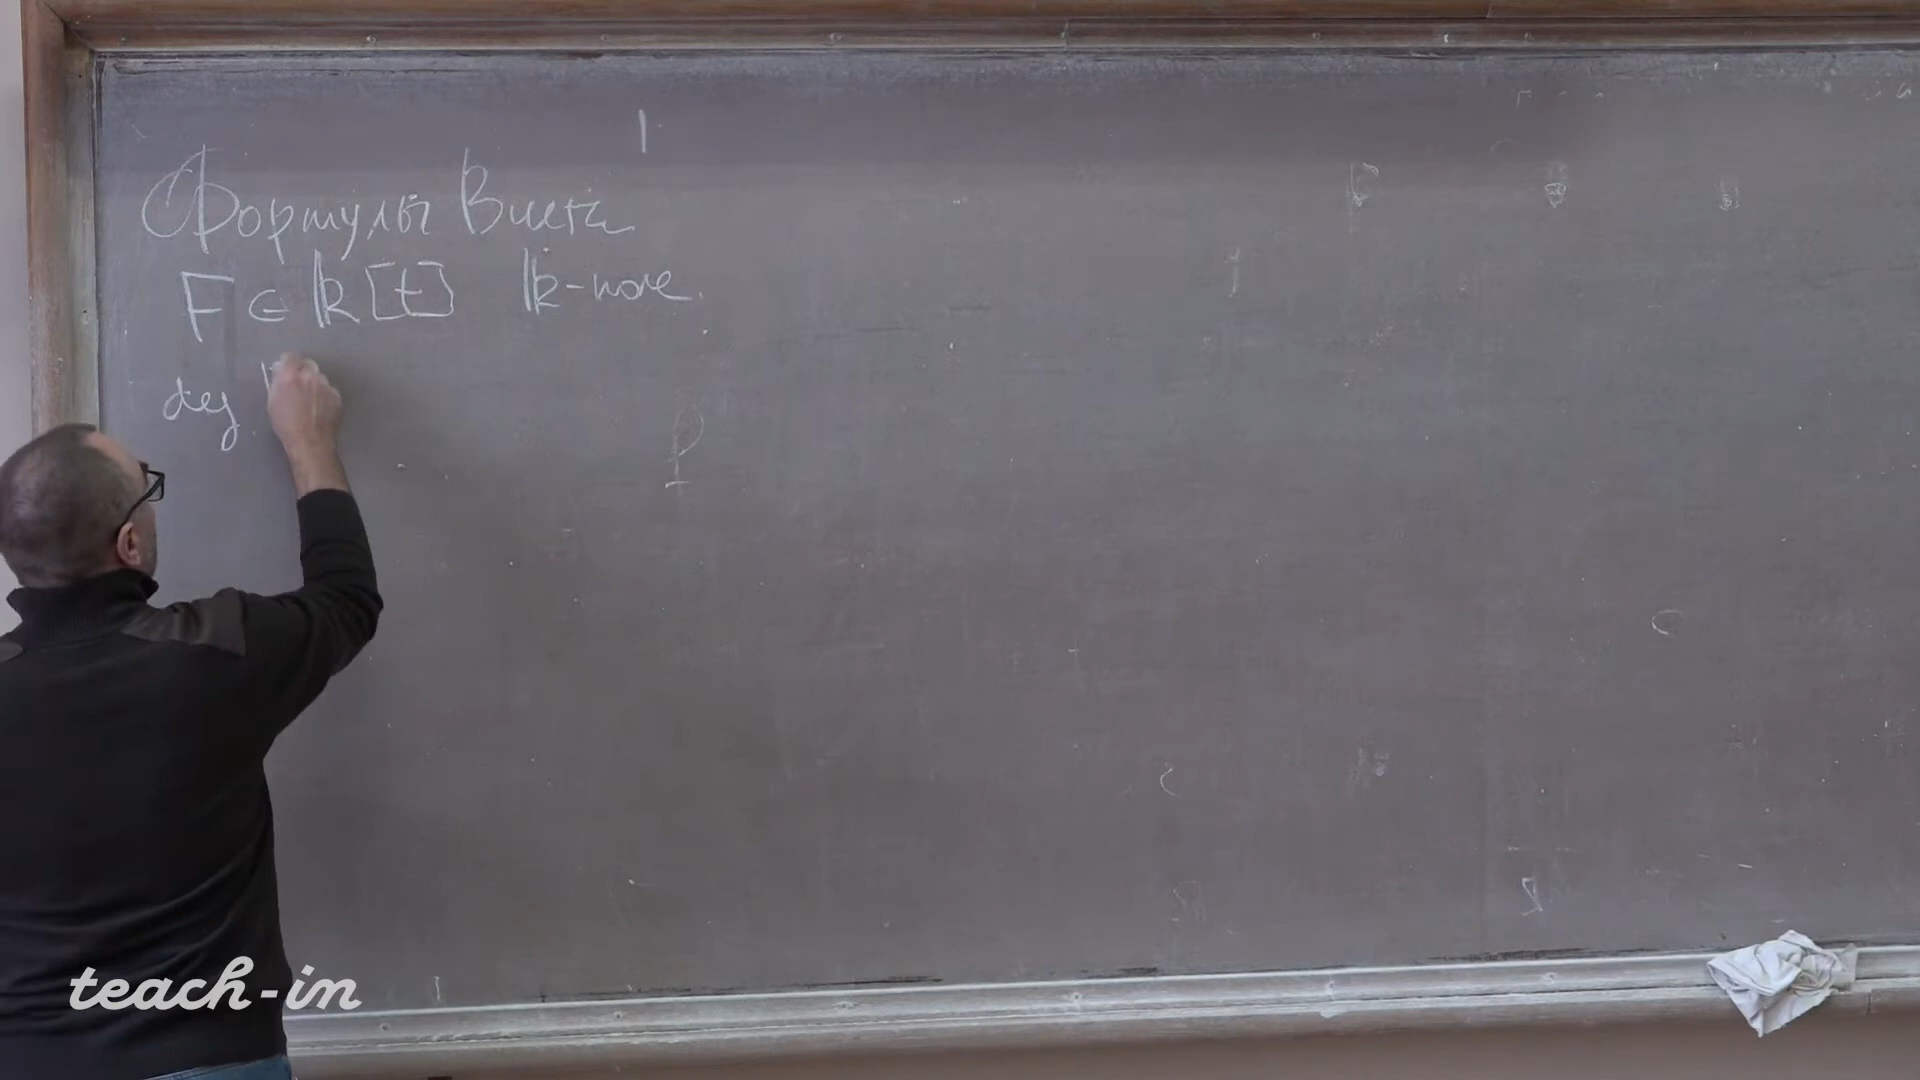 Формулы Виета
F ∈ 𝕜[t] 𝕜-поле.
deg
teach-in